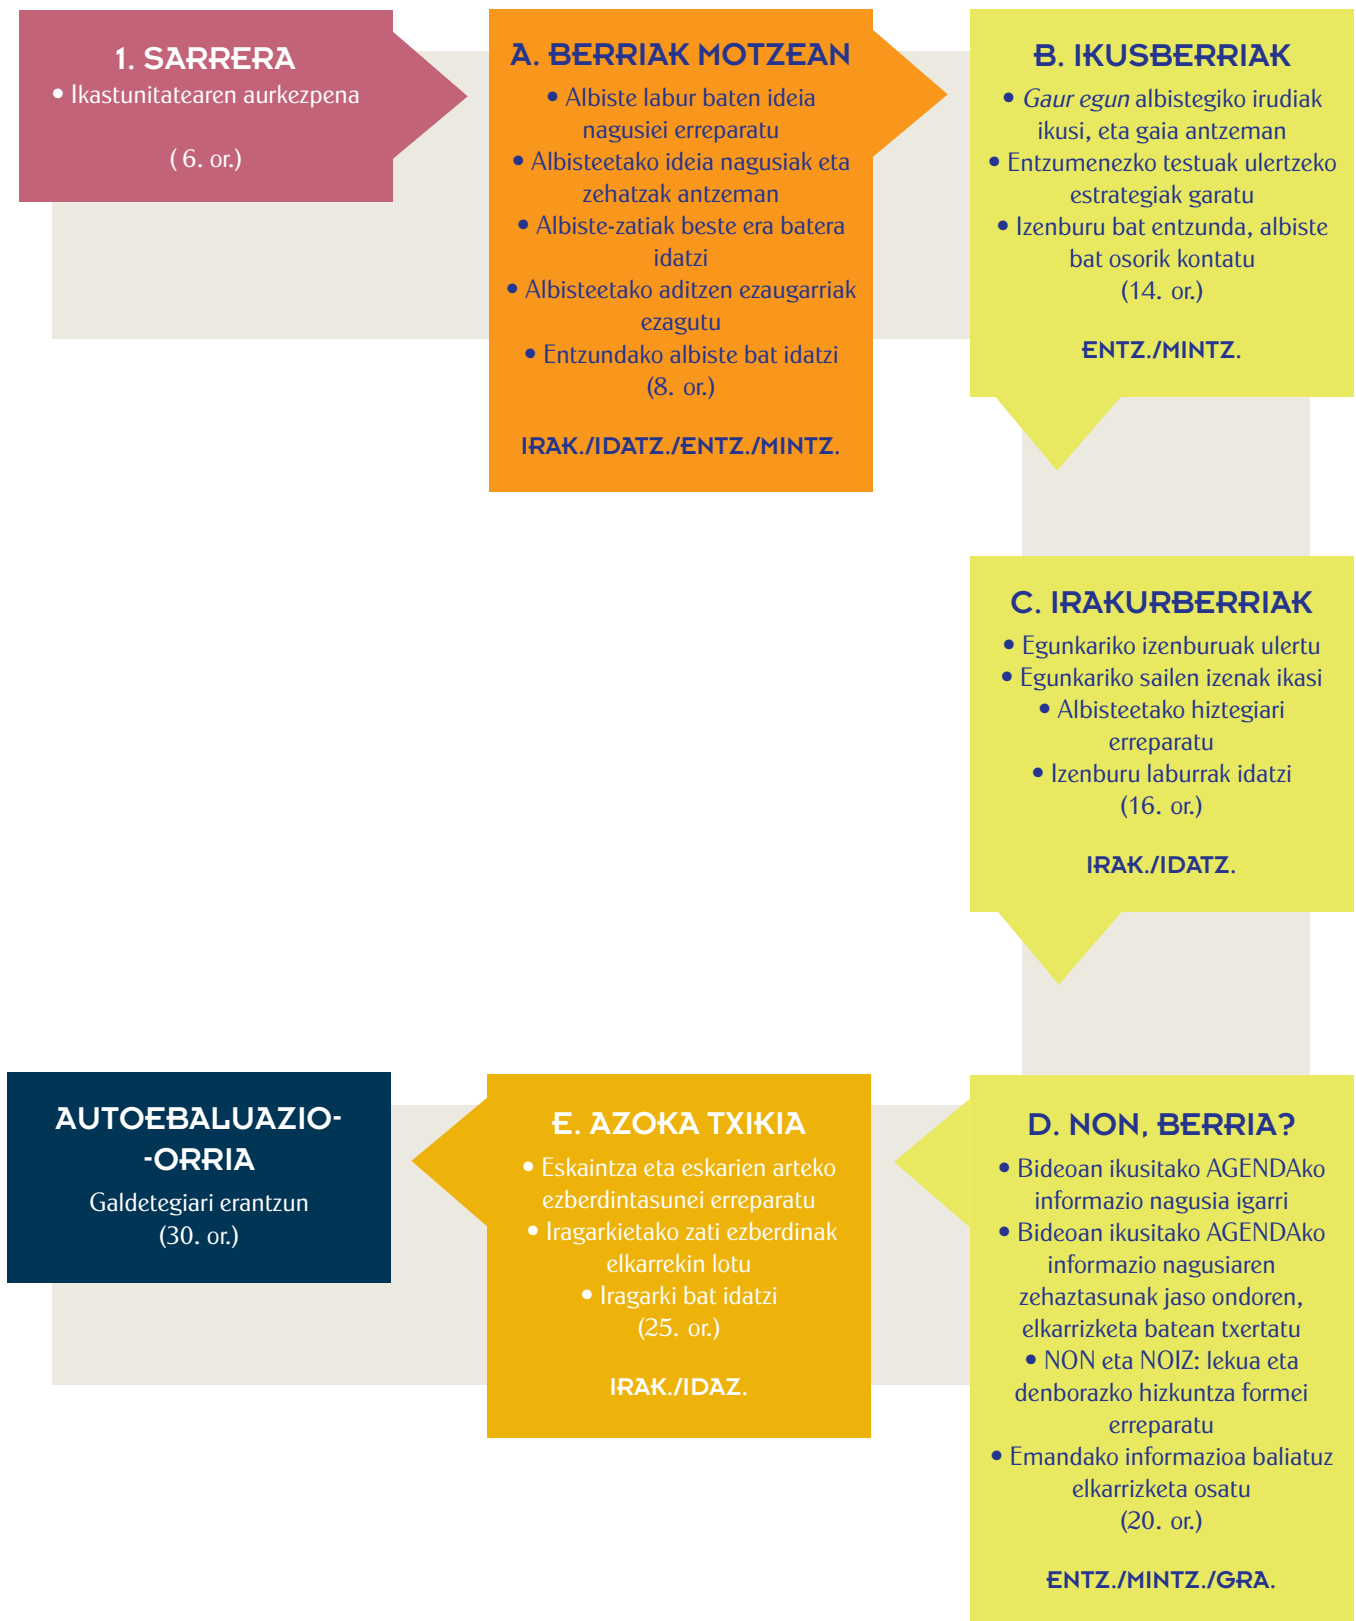 1. SARRERA
• Ikastunitatearen aurkezpena
( 6. or.)
A. BERRIAK MOTZEAN
• Albiste labur baten ideia
nagusiei erreparatu
• Albisteetako ideia nagusiak eta
zehatzak antzeman
• Albiste-zatiak beste era batera
idatzi
• Albisteetako aditzen ezaugarriak
ezagutu
• Entzundako albiste bat idatzi
(8. or.)
IRAK./IDATZ./ENTZ./MINTZ.
B. IKUSBERRIAK
• Gaur egun albistegiko irudiak
ikusi, eta gaia antzeman
• Entzumenezko testuak ulertzeko
estrategiak garatu
• Izenburu bat entzunda, albiste
bat osorik kontatu
(14. or.)
ENTZ./MINTZ.
C. IRAKURBERRIAK
• Egunkariko izenburuak ulertu
• Egunkariko sailen izenak ikasi
• Albisteetako hiztegiari
erreparatu
• Izenburu laburrak idatzi
(16. or.)
IRAK./IDATZ.
D. NON, BERRIA?
• Bideoan ikusitako AGENDAko
informazio nagusia igarri
• Bideoan ikusitako AGENDAko
informazio nagusiaren
zehaztasunak jaso ondoren,
elkarrizketa batean txertatu
• NON eta NOIZ: lekua eta
denborazko hizkuntza formei
erreparatu
• Emandako informazioa baliatuz
elkarrizketa osatu
(20. or.)
ENTZ./MINTZ./GRA.
E. AZOKA TXIKIA
• Eskaintza eta eskarien arteko
ezberdintasunei erreparatu
• Iragarkietako zati ezberdinak
elkarrekin lotu
• Iragarki bat idatzi
(25. or.)
IRAK./IDAZ.
AUTOEBALUAZIO-
-ORRIA
Galdetegiari erantzun
(30. or.)